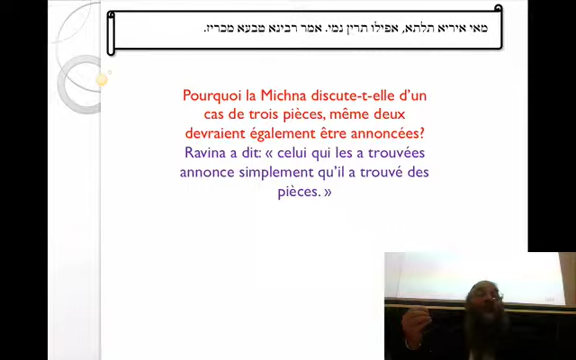 מאי איריא תלתא, אפילו תרין נמי. אמר רבינא טבעא מכריז.
Pourquoi la Michna discute-t-elle d'un
cas de trois pièces, même deux
devraient également être annoncées?
Ravina a dit: « celui qui les a trouvées
annonce simplement qu'il a trouvé des
pièces. »